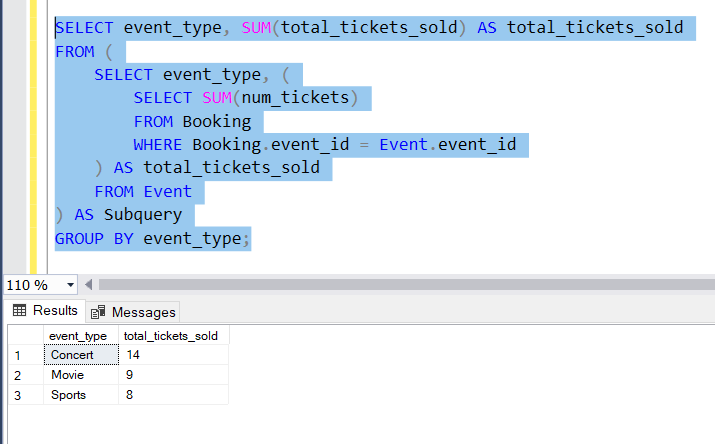 SELECT event_type, SUM(total_tickets_sold) AS total_tickets_sold
FROM (
SELECT event_type, (
SELECT SUM(num_tickets)
FROM Booking
WHERE Booking.event_id = Event.event_id
) AS total_tickets_sold
FROM Event
) AS Subquery
GROUP BY event_type;
110 %
Results Messages
event_type total_tickets_sold
1 Concert 14
2 Movie 9
3 Sports 8